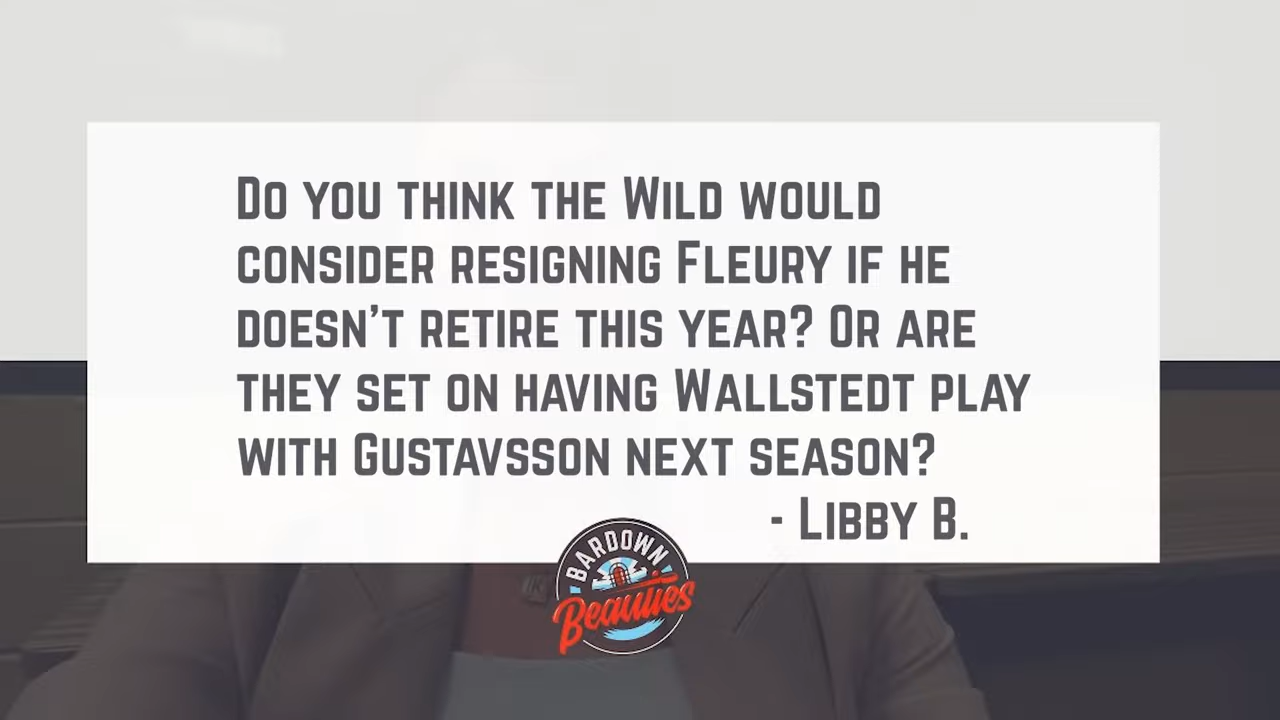 Do you think the Wild would
consider resigning Fleury if he
doesn't retire this year? Or are
they set on having Wallstedt play
with Gustavsson next season?
- Libby B.
BARDOWN
Beauties